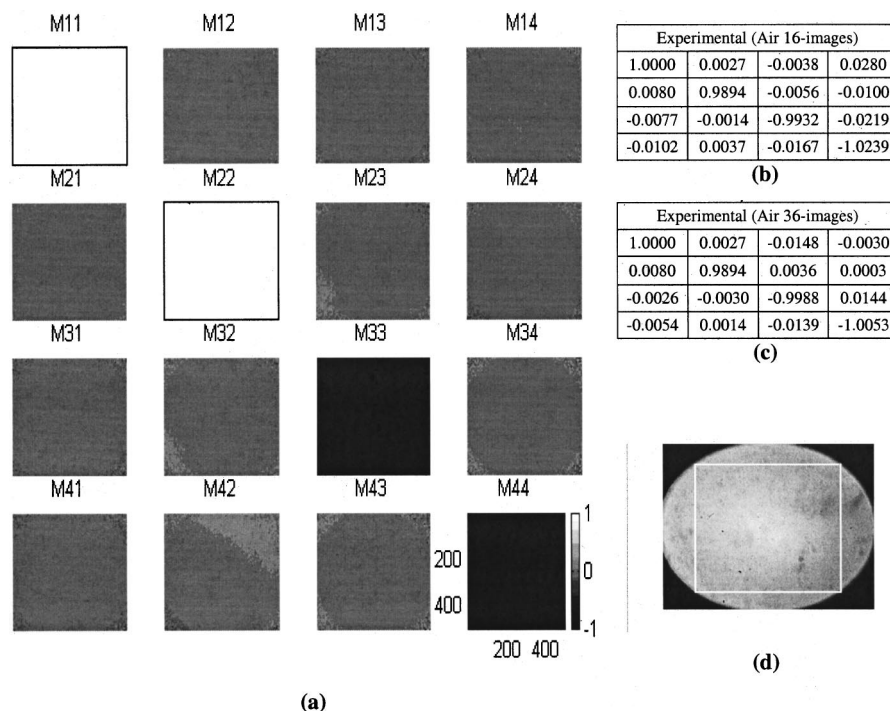 M11 M12 M13 M14
M21 M22 M23 M24
M31 M32 M33 M34
M41 M42 M43 M44
1
0
-1
200
400
200 400
(a)
Experimental (Air 16-images)
1.0000 0.0027 -0.0038 0.0280
0.0080 0.9894 -0.0056 -0.0100
-0.0077 -0.0014 -0.9932 -0.0219
-0.0102 0.0037 -0.0167 -1.0239
(b)
Experimental (Air 36-images)
1.0000 0.0027 -0.0148 -0.0030
0.0080 0.9894 0.0036 0.0003
-0.0026 -0.0030 -0.9988 0.0144
-0.0054 0.0014 -0.0139 -1.0053
(c)
(d)